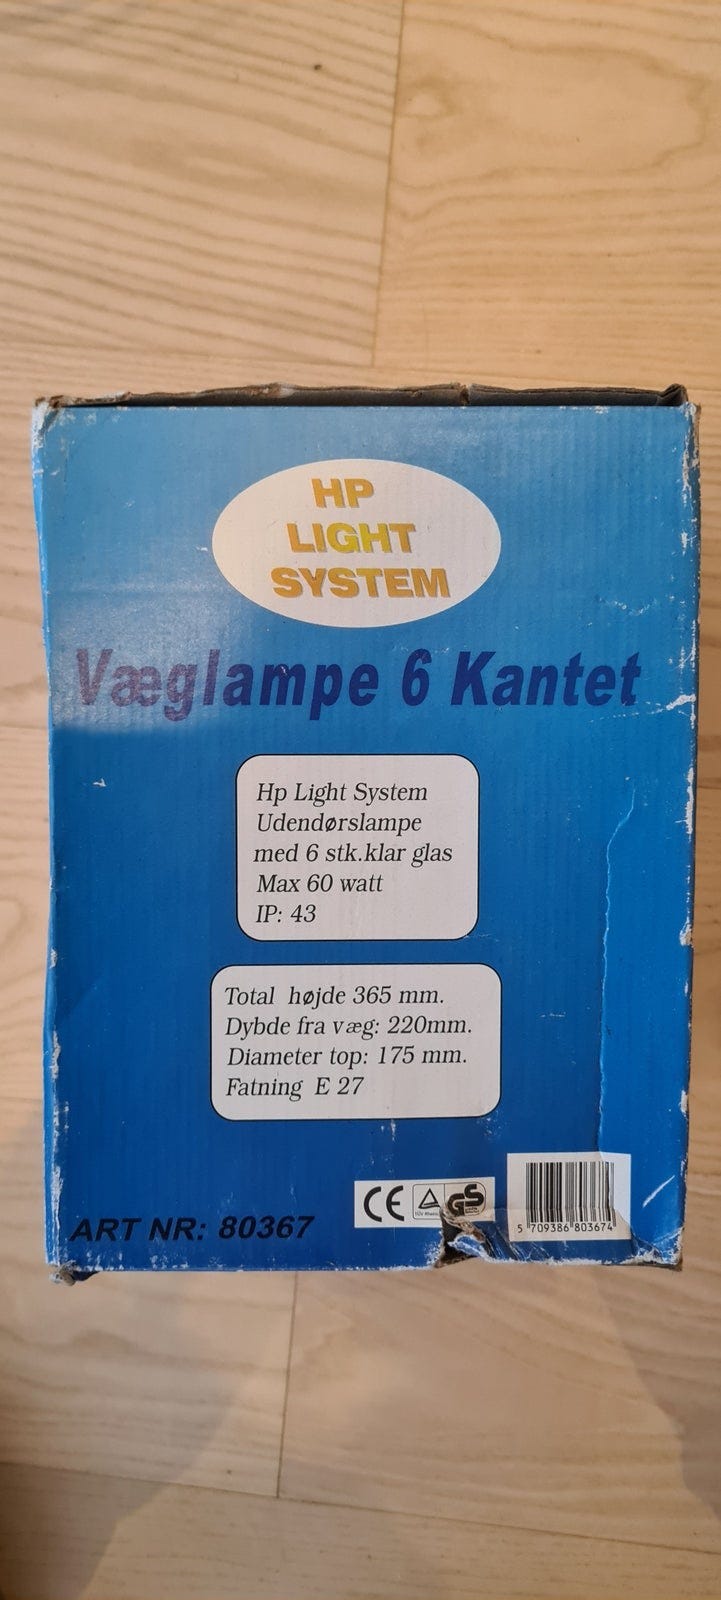 HP
LIGHT
SYSTEM
Væglampe 6 Kantet
Hp Light System
Udendørslampe
med 6 stk.klar glas
Max 60 watt
IP: 43
Total højde 365 mm.
Dybde fra væg: 220mm.
Diameter top: 175 mm.
Fatning E 27
CE
GS
ART NR: 80367
5 709386 803674